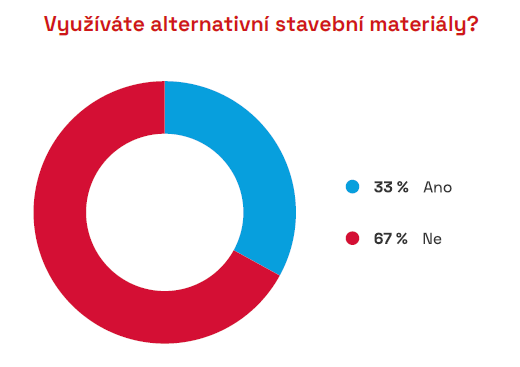 Využíváte alternativní stavební materiály?
33 % Ano
67 % Ne